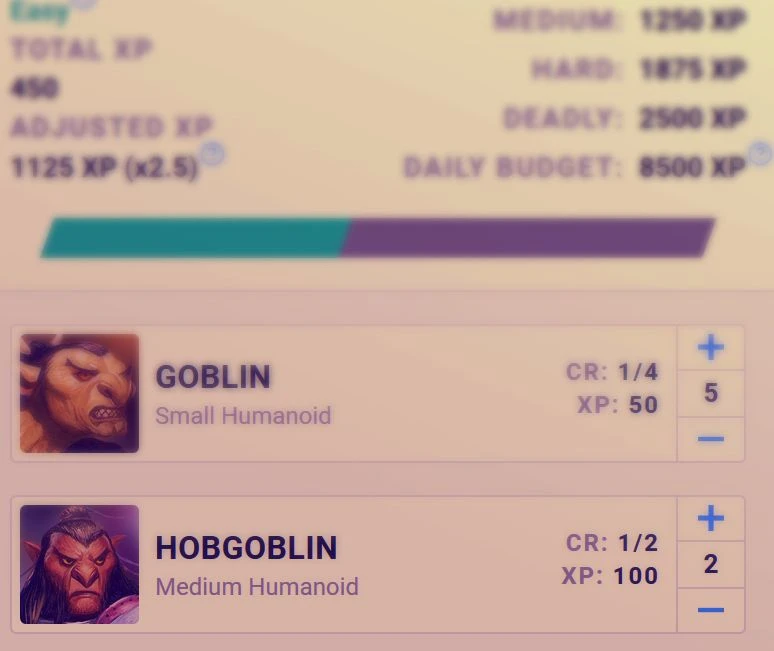 Easy
TOTAL XP
450
ADJUSTED XP
1125 XP (x2.5)
MEDIUM: 1250 XP
HARD: 1875 XP
DEADLY: 2500 XP
DAILY BUDGET: 8500 XP
GOBLIN
Small Humanoid
CR: 1/4
XP: 50
+
5
−
HOBGOBLIN
Medium Humanoid
CR: 1/2
XP: 100
+
2
−